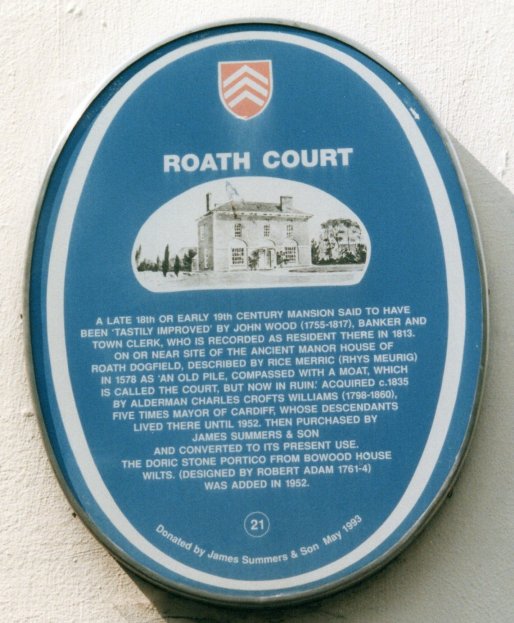 ROATH COURT
A LATE 18th OR EARLY 19th CENTURY MANSION SAID TO HAVE
BEEN 'TASTILY IMPROVED' BY JOHN WOOD (1755-1817), BANKER AND
TOWN CLERK, WHO IS RECORDED AS RESIDENT THERE IN 1813.
ON OR NEAR SITE OF THE ANCIENT MANOR HOUSE OF
ROATH DOGFIELD, DESCRIBED BY RICE MERRIC (RHYS MEURIG)
IN 1578 AS 'AN OLD PILE, COMPASSED WITH A MOAT, WHICH
IS CALLED THE COURT, BUT NOW IN RUIN.' ACQUIRED c.1835
BY ALDERMAN CHARLES CROFTS WILLIAMS (1798-1860),
FIVE TIMES MAYOR OF CARDIFF, WHOSE DESCENDANTS
LIVED THERE UNTIL 1952. THEN PURCHASED BY
JAMES SUMMERS & SON
AND CONVERTED TO ITS PRESENT USE.
THE DORIC STONE PORTICO FROM BOWOOD HOUSE
WILTS. (DESIGNED BY ROBERT ADAM 1761-4)
WAS ADDED IN 1952.
21
Donated by James Summers & Son May 1993